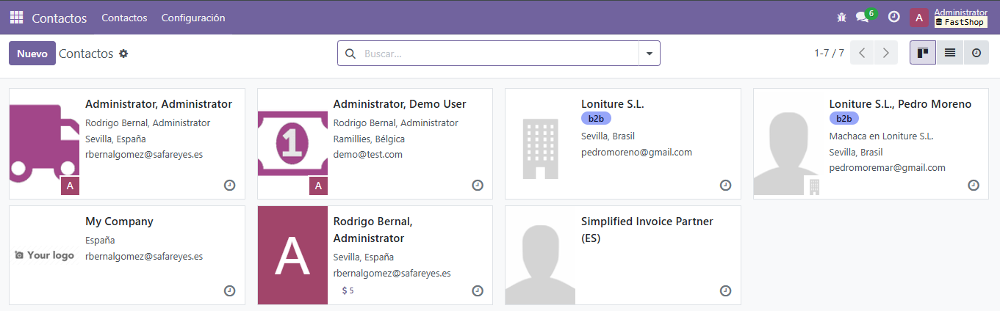 Contactos Contactos Configuración 6 A Administrator
FastShop
Nuevo Contactos Buscar... 1-7 / 7
Administrator, Administrator
Rodrigo Bernal, Administrator
Sevilla, España
rbernalgomez@safareyes.es
A
1
Administrator, Demo User
Rodrigo Bernal, Administrator
Ramillies, Bélgica
demo@test.com
A
Loniture S.L.
b2b
Sevilla, Brasil
pedromoreno@gmail.com
Loniture S.L., Pedro Moreno
b2b
Machaca en Loniture S.L.
Sevilla, Brasil
pedromoremar@gmail.com
Your logo
My Company
España
rbernalgomez@safareyes.es
A
Rodrigo Bernal,
Administrator
Sevilla, España
rbernalgomez@safareyes.es
$ 5
Simplified Invoice Partner
(ES)